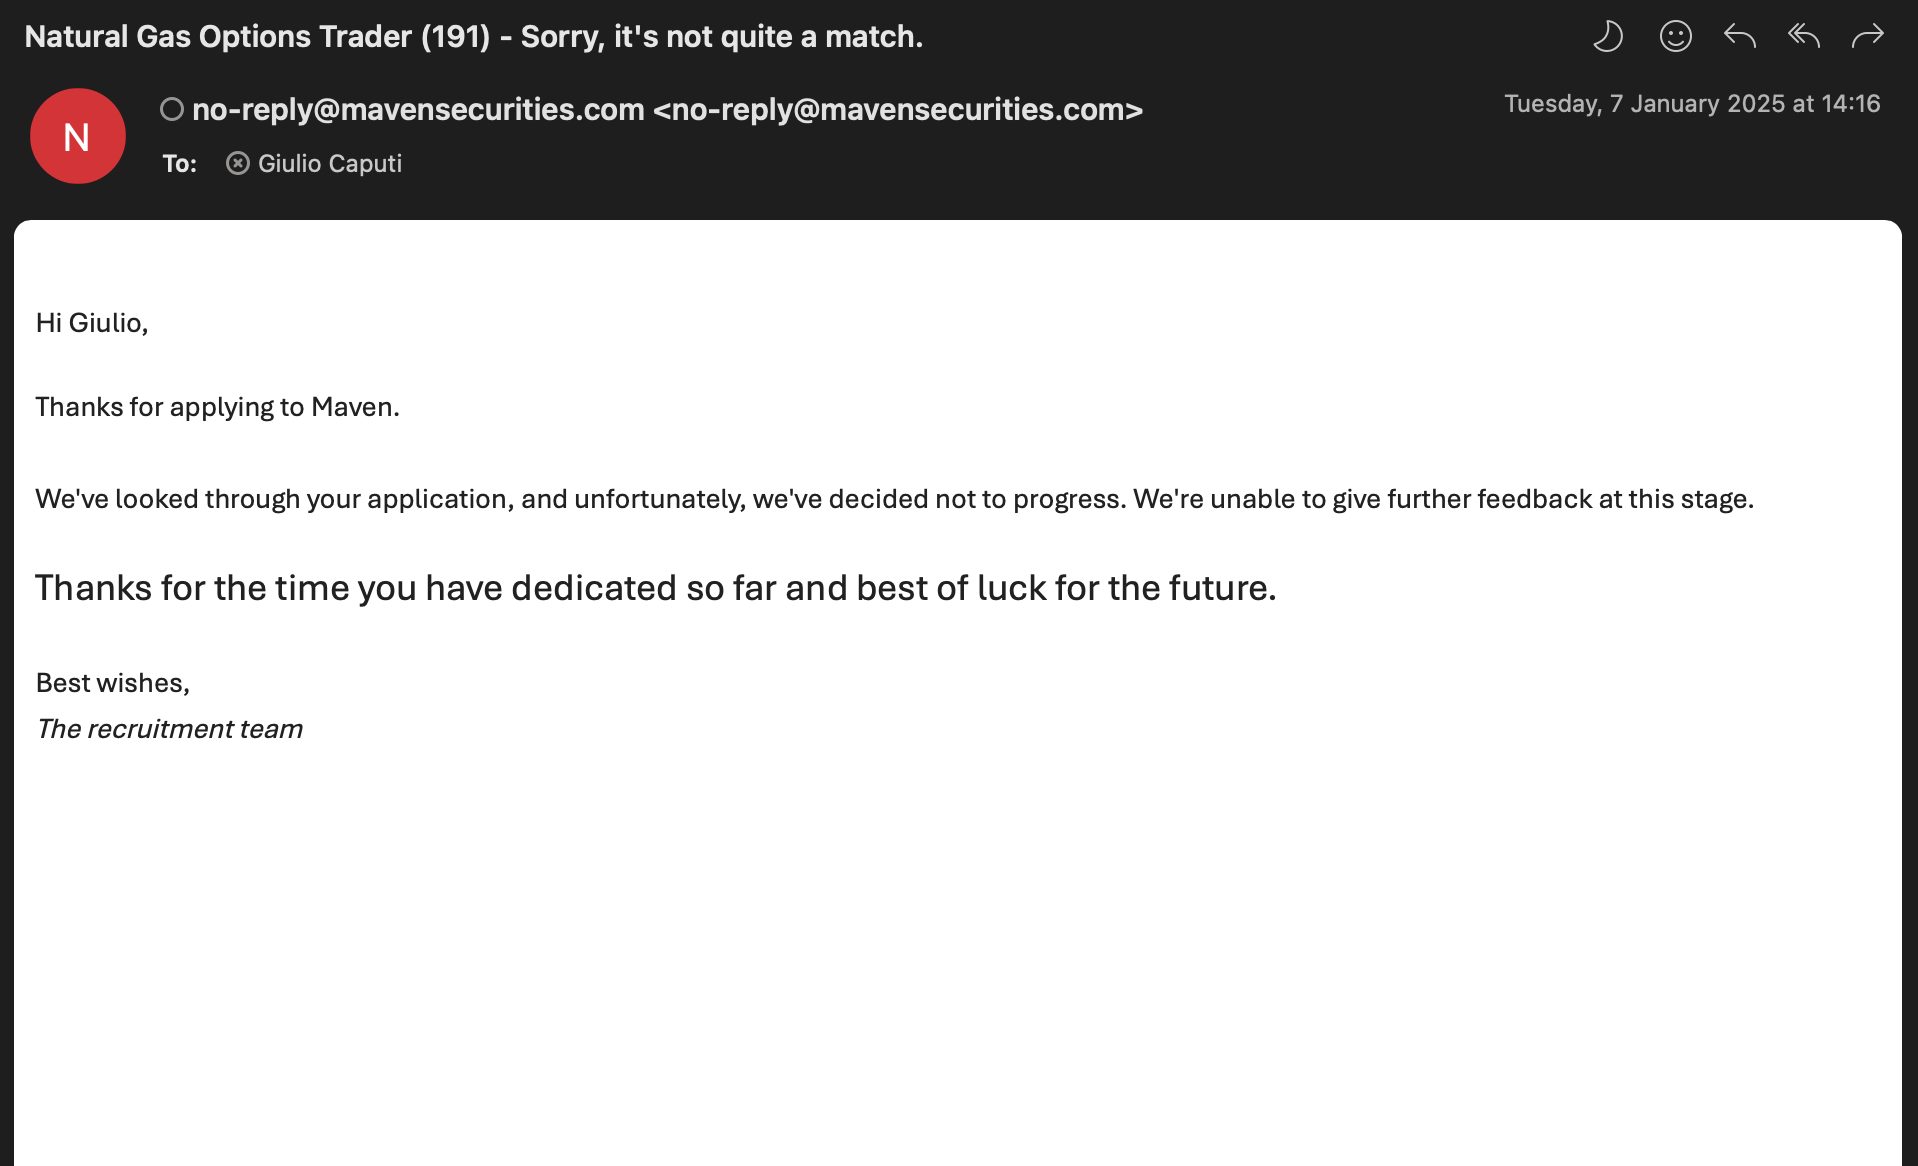 Natural Gas Options Trader (191) - Sorry, it's not quite a match.
N
no-reply@mavensecurities.com <no-reply@mavensecurities.com>
Tuesday, 7 January 2025 at 14:16
To: Giulio Caputi
Hi Giulio,
Thanks for applying to Maven.
We've looked through your application, and unfortunately, we've decided not to progress. We're unable to give further feedback at this stage.
Thanks for the time you have dedicated so far and best of luck for the future.
Best wishes,
The recruitment team